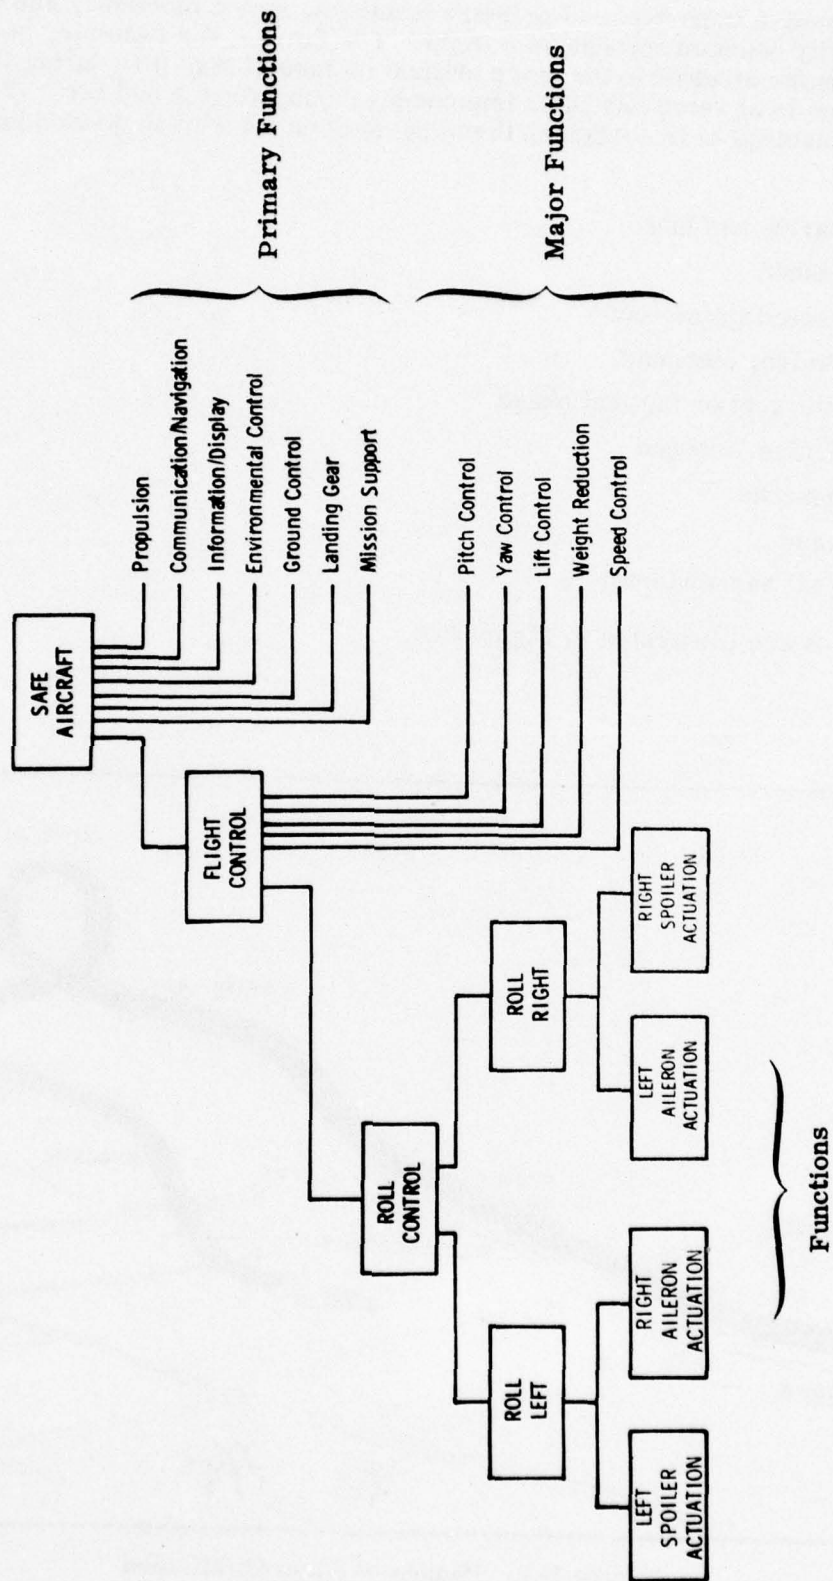 SAFE
AIRCRAFT
Propulsion
Communication/Navigation
Information/Display
Environmental Control
Ground Control
Landing Gear
Mission Support
Primary Functions
FLIGHT
CONTROL
Pitch Control
Yaw Control
Lift Control
Weight Reduction
Speed Control
Major Functions
ROLL
CONTROL
ROLL
LEFT
ROLL
RIGHT
LEFT
SPOILER
ACTUATION
RIGHT
AILERON
ACTUATION
LEFT
AILERON
ACTUATION
RIGHT
SPOILER
ACTUATION
Functions